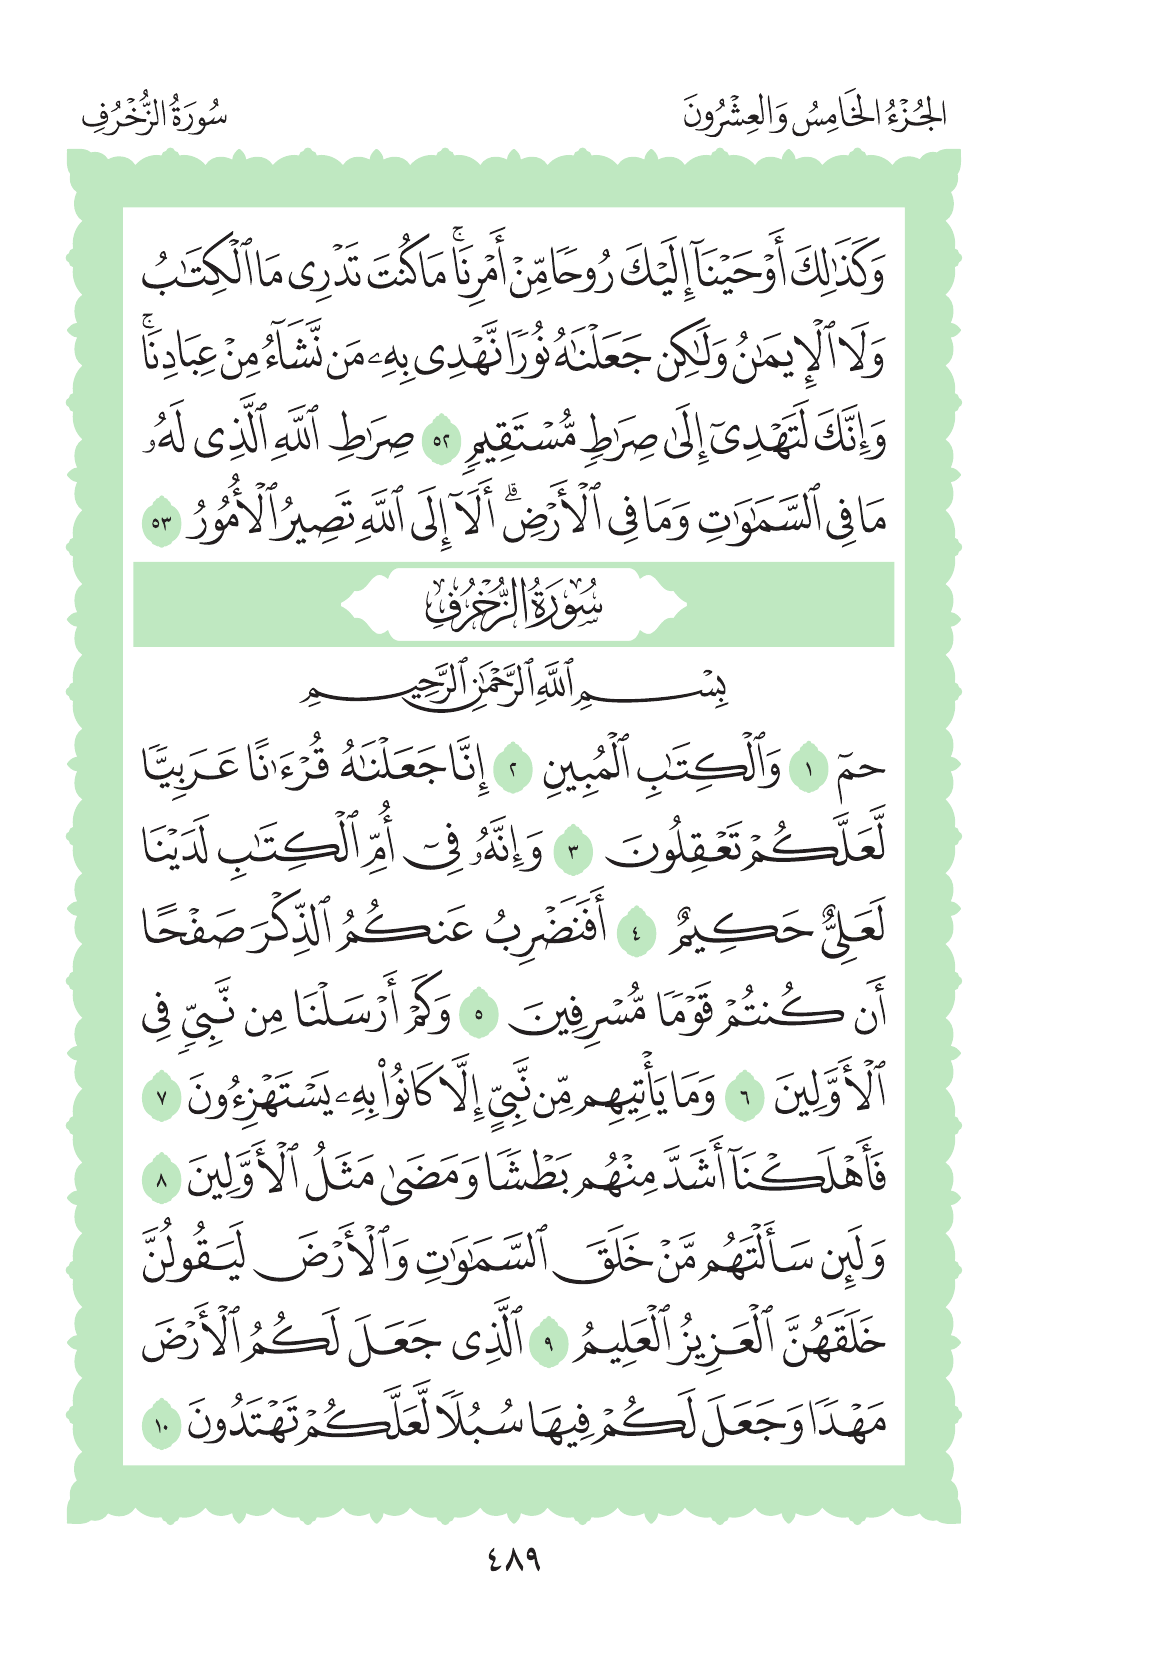 الجُزْءُ الخَامِسُ وَالعِشْرُونَ
سُورَةُ الزُّخْرُفِ
وَكَذَٰلِكَ أَوْحَيْنَآ إِلَيْكَ رُوحًا مِّنْ أَمْرِنَاۚ مَا كُنتَ تَدْرِى مَا ٱلْكِتَٰبُ
وَلَا ٱلْإِيمَٰنُ وَلَٰكِن جَعَلْنَٰهُ نُورًا نَّهْدِى بِهِۦ مَن نَّشَآءُ مِنْ عِبَادِنَاۚ
وَإِنَّكَ لَتَهْدِىٓ إِلَىٰ صِرَٰطٍ مُّسْتَقِيمٍ ٥٢ صِرَٰطِ ٱللَّهِ ٱلَّذِى لَهُۥ
مَا فِى ٱلسَّمَٰوَٰتِ وَمَا فِى ٱلْأَرْضِۗ أَلَآ إِلَى ٱللَّهِ تَصِيرُ ٱلْأُمُورُ ٥٣
سُورَةُ الزُّخْرُفِ
بِسْمِ ٱللَّهِ ٱلرَّحْمَٰنِ ٱلرَّحِيمِ
حمٓ ١ وَٱلْكِتَٰبِ ٱلْمُبِينِ ٢ إِنَّا جَعَلْنَٰهُ قُرْءَٰنًا عَرَبِيًّا
لَّعَلَّكُمْ تَعْقِلُونَ ٣ وَإِنَّهُۥ فِىٓ أُمِّ ٱلْكِتَٰبِ لَدَيْنَا
لَعَلِىٌّ حَكِيمٌ ٤ أَفَنَضْرِبُ عَنكُمُ ٱلذِّكْرَ صَفْحًا
أَن كُنتُمْ قَوْمًا مُّسْرِفِينَ ٥ وَكَمْ أَرْسَلْنَا مِن نَّبِىٍّ فِى
ٱلْأَوَّلِينَ ٦ وَمَا يَأْتِيهِم مِّن نَّبِىٍّ إِلَّا كَانُوا۟ بِهِۦ يَسْتَهْزِءُونَ ٧
فَأَهْلَكْنَآ أَشَدَّ مِنْهُم بَطْشًا وَمَضَىٰ مَثَلُ ٱلْأَوَّلِينَ ٨
وَلَئِن سَأَلْتَهُم مَّنْ خَلَقَ ٱلسَّمَٰوَٰتِ وَٱلْأَرْضَ لَيَقُولُنَّ
خَلَقَهُنَّ ٱلْعَزِيزُ ٱلْعَلِيمُ ٩ ٱلَّذِى جَعَلَ لَكُمُ ٱلْأَرْضَ
مَهْدًا وَجَعَلَ لَكُمْ فِيهَا سُبُلًا لَّعَلَّكُمْ تَهْتَدُونَ ١٠
٤٨٩